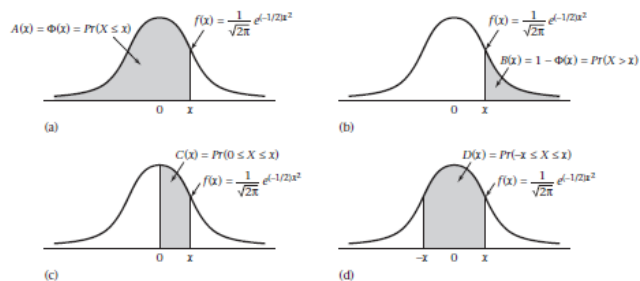 A(x) = Φ(x) = Pr(X ≤ x)
f(x) = 1/√2π e^(-1/2)x²
0 x
(a)
f(x) = 1/√2π e^(-1/2)x²
B(x) = 1 − Φ(x) = Pr(X > x)
0 x
(b)
C(x) = Pr(0 ≤ X ≤ x)
f(x) = 1/√2π e^(-1/2)x²
0 x
(c)
D(x) = Pr(-x ≤ X ≤ x)
f(x) = 1/√2π e^(-1/2)x²
-x 0 x
(d)